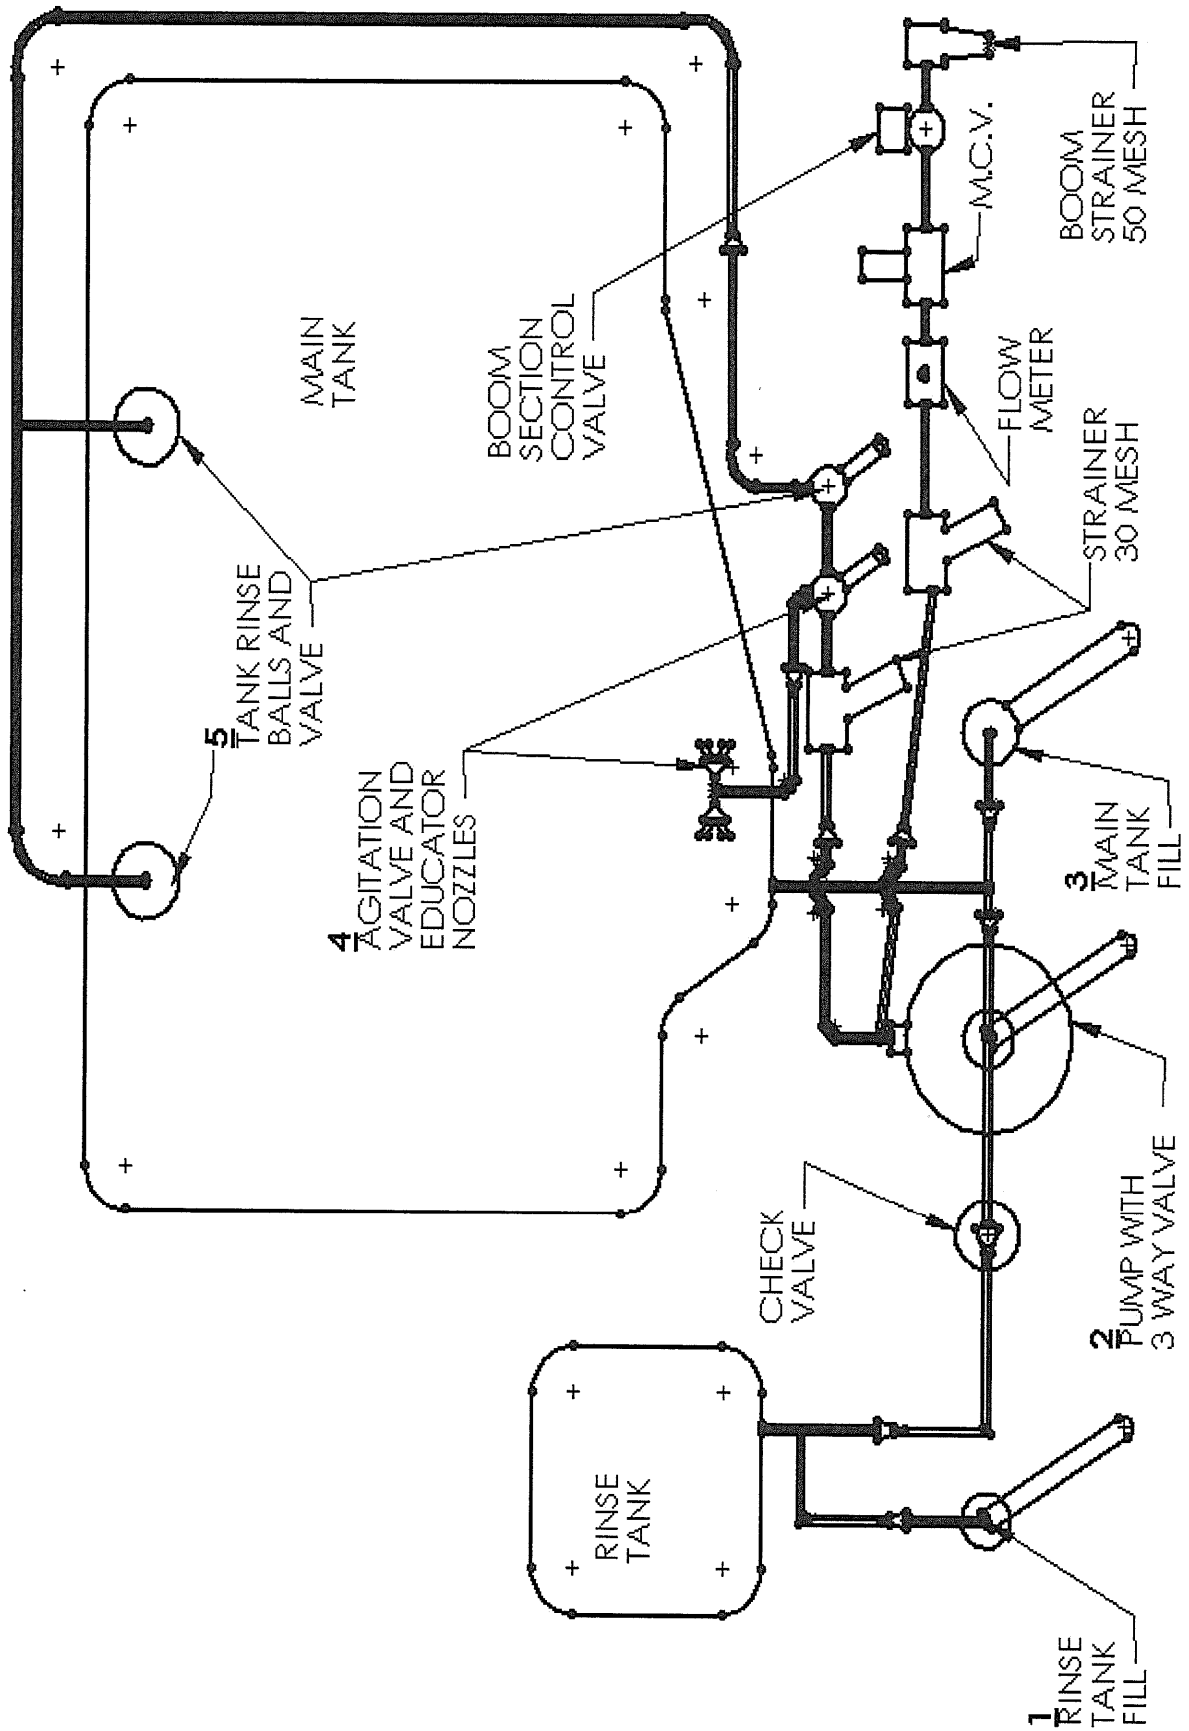 1
RINSE
TANK
FILL
RINSE
TANK
2
PUMP WITH
3 WAY VALVE
CHECK
VALVE
3
MAIN
TANK
FILL
4
AGITATION
VALVE AND
EDUCATOR
NOZZLES
5
TANK RINSE
BALLS AND
VALVE
MAIN
TANK
BOOM
SECTION
CONTROL
VALVE
STRAINER
30 MESH
FLOW
METER
M.C.V.
BOOM
STRAINER
50 MESH